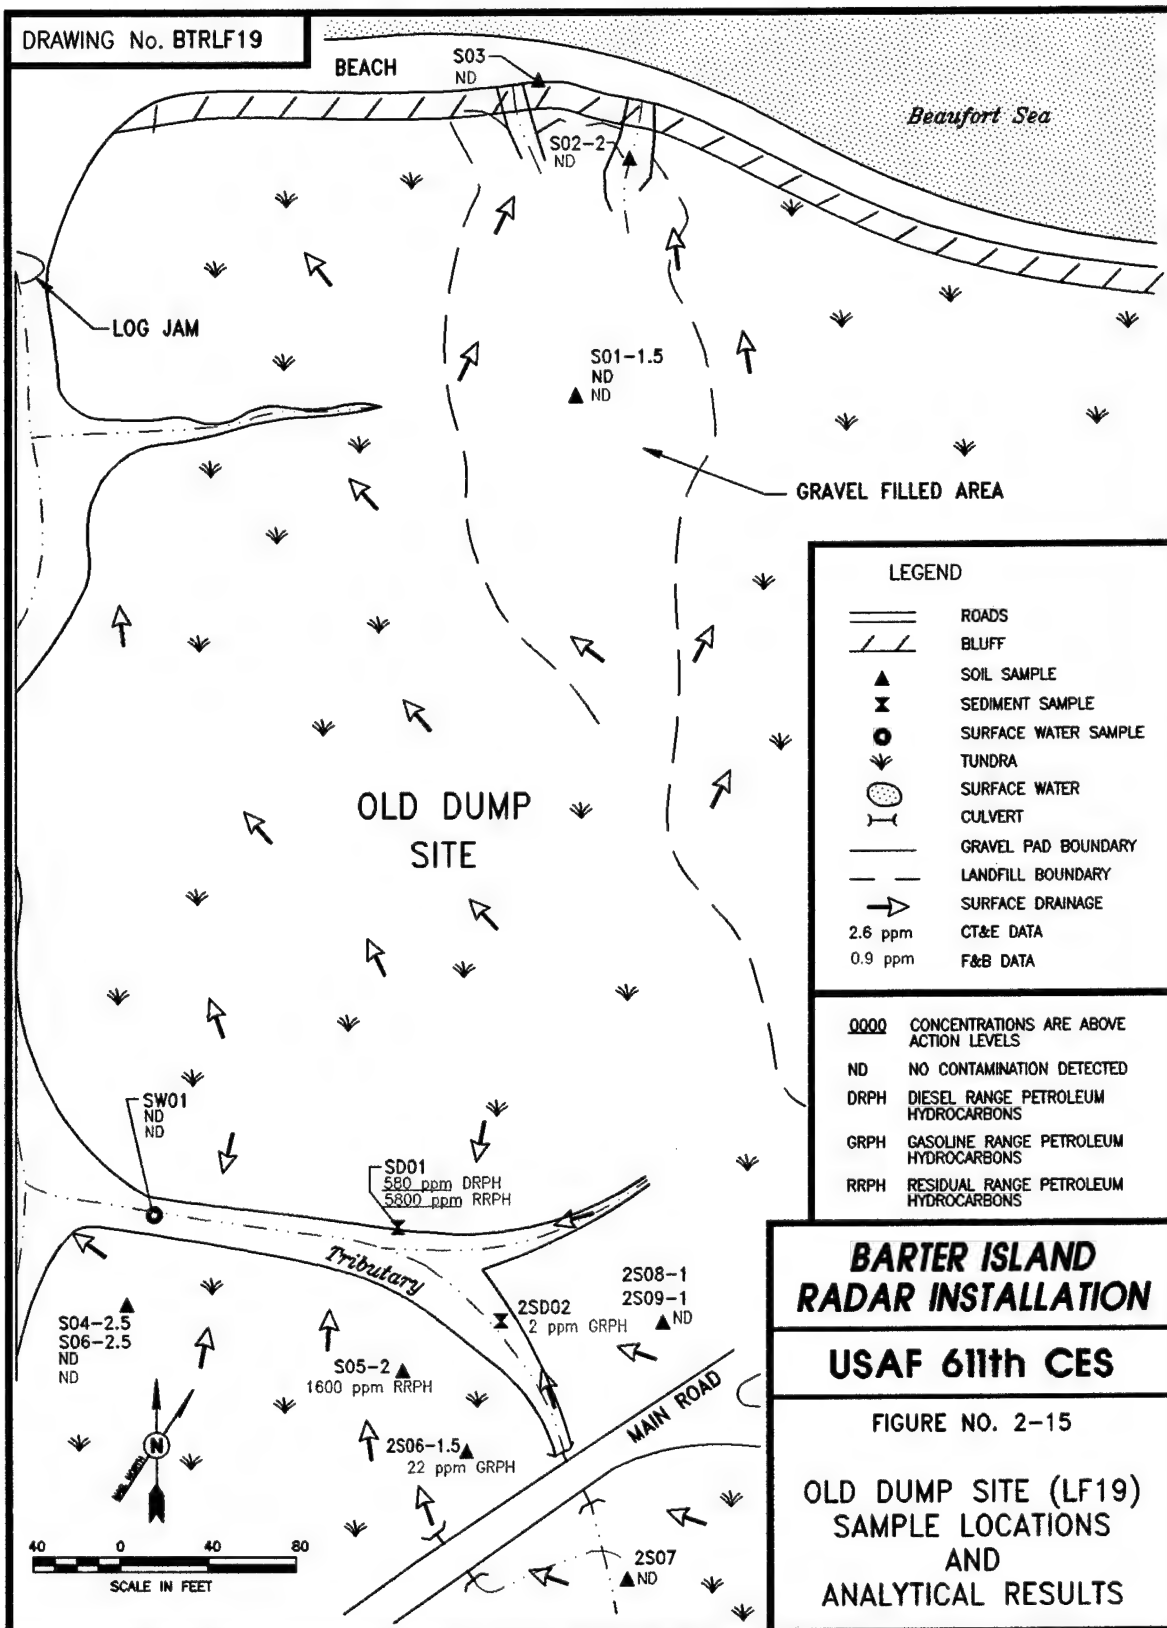 DRAWING No. BTRLF19
BEACH
S03
ND
Beaufort Sea
S02-2
ND
LOG JAM
S01-1.5
ND
ND
GRAVEL FILLED AREA
LEGEND
ROADS
BLUFF
SOIL SAMPLE
SEDIMENT SAMPLE
SURFACE WATER SAMPLE
TUNDRA
SURFACE WATER
CULVERT
GRAVEL PAD BOUNDARY
LANDFILL BOUNDARY
SURFACE DRAINAGE
2.6 ppm CT&E DATA
0.9 ppm F&B DATA
OLD DUMP
SITE
0000 CONCENTRATIONS ARE ABOVE
ACTION LEVELS
ND NO CONTAMINATION DETECTED
DRPH DIESEL RANGE PETROLEUM
HYDROCARBONS
GRPH GASOLINE RANGE PETROLEUM
HYDROCARBONS
RRPH RESIDUAL RANGE PETROLEUM
HYDROCARBONS
SW01
ND
ND
SD01
580 ppm DRPH
5800 ppm RRPH
Tributary
2SD02
2 ppm GRPH
2S08-1
2S09-1
ND
S04-2.5
S06-2.5
ND
ND
S05-2
1600 ppm RRPH
2S06-1.5
22 ppm GRPH
MAIN ROAD
2S07
ND
N
40 0 40 80
SCALE IN FEET
BARTER ISLAND
RADAR INSTALLATION
USAF 611th CES
FIGURE NO. 2-15
OLD DUMP SITE (LF19)
SAMPLE LOCATIONS
AND
ANALYTICAL RESULTS